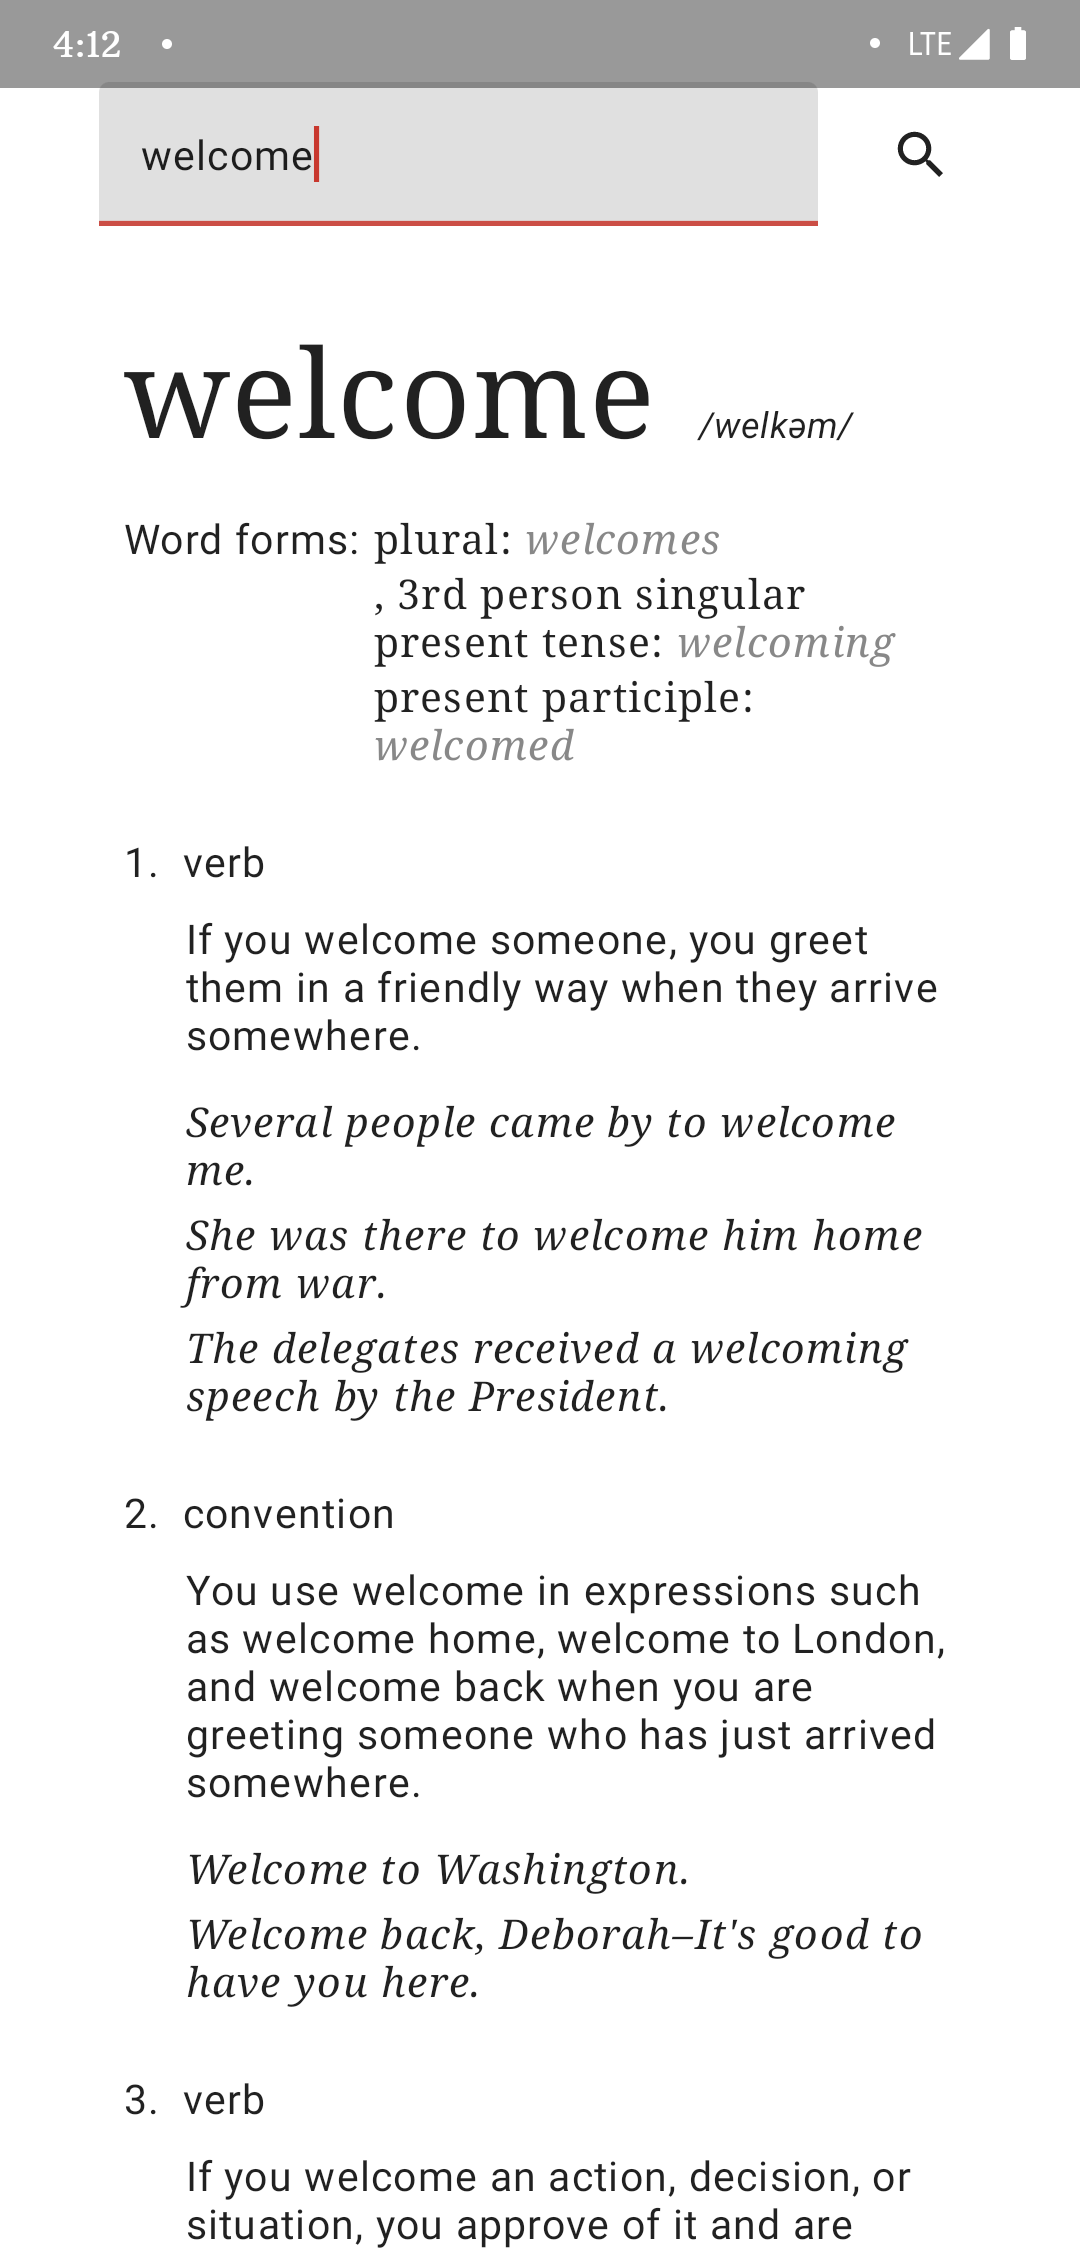 4:12
LTE
welcome
welcome /welkəm/
Word forms: plural: welcomes
, 3rd person singular
present tense: welcoming
present participle:
welcomed
1. verb
If you welcome someone, you greet
them in a friendly way when they arrive
somewhere.
Several people came by to welcome
me.
She was there to welcome him home
from war.
The delegates received a welcoming
speech by the President.
2. convention
You use welcome in expressions such
as welcome home, welcome to London,
and welcome back when you are
greeting someone who has just arrived
somewhere.
Welcome to Washington.
Welcome back, Deborah–It's good to
have you here.
3. verb
If you welcome an action, decision, or
situation, you approve of it and are